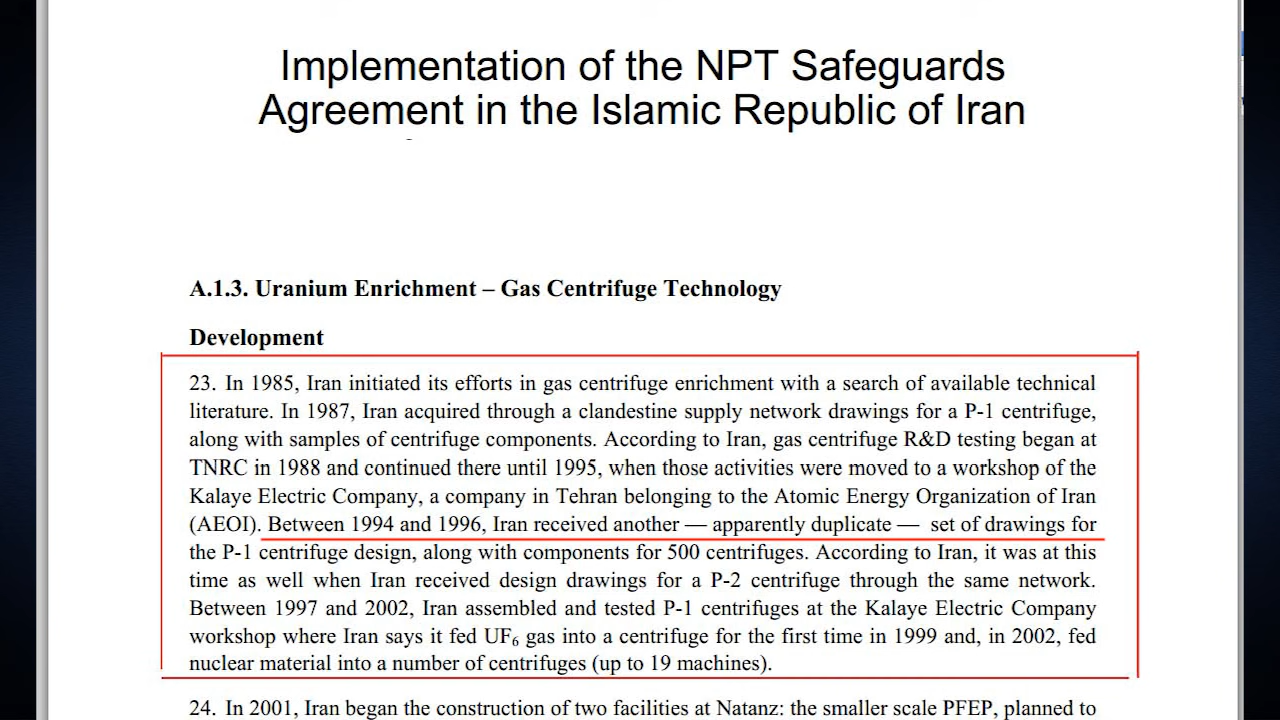 Implementation of the NPT Safeguards
Agreement in the Islamic Republic of Iran
A.1.3. Uranium Enrichment – Gas Centrifuge Technology
Development
23. In 1985, Iran initiated its efforts in gas centrifuge enrichment with a search of available technical
literature. In 1987, Iran acquired through a clandestine supply network drawings for a P-1 centrifuge,
along with samples of centrifuge components. According to Iran, gas centrifuge R&D testing began at
TNRC in 1988 and continued there until 1995, when those activities were moved to a workshop of the
Kalaye Electric Company, a company in Tehran belonging to the Atomic Energy Organization of Iran
(AEOI). Between 1994 and 1996, Iran received another — apparently duplicate — set of drawings for
the P-1 centrifuge design, along with components for 500 centrifuges. According to Iran, it was at this
time as well when Iran received design drawings for a P-2 centrifuge through the same network.
Between 1997 and 2002, Iran assembled and tested P-1 centrifuges at the Kalaye Electric Company
workshop where Iran says it fed UF₆ gas into a centrifuge for the first time in 1999 and, in 2002, fed
nuclear material into a number of centrifuges (up to 19 machines).
24. In 2001, Iran began the construction of two facilities at Natanz: the smaller scale PFEP, planned to